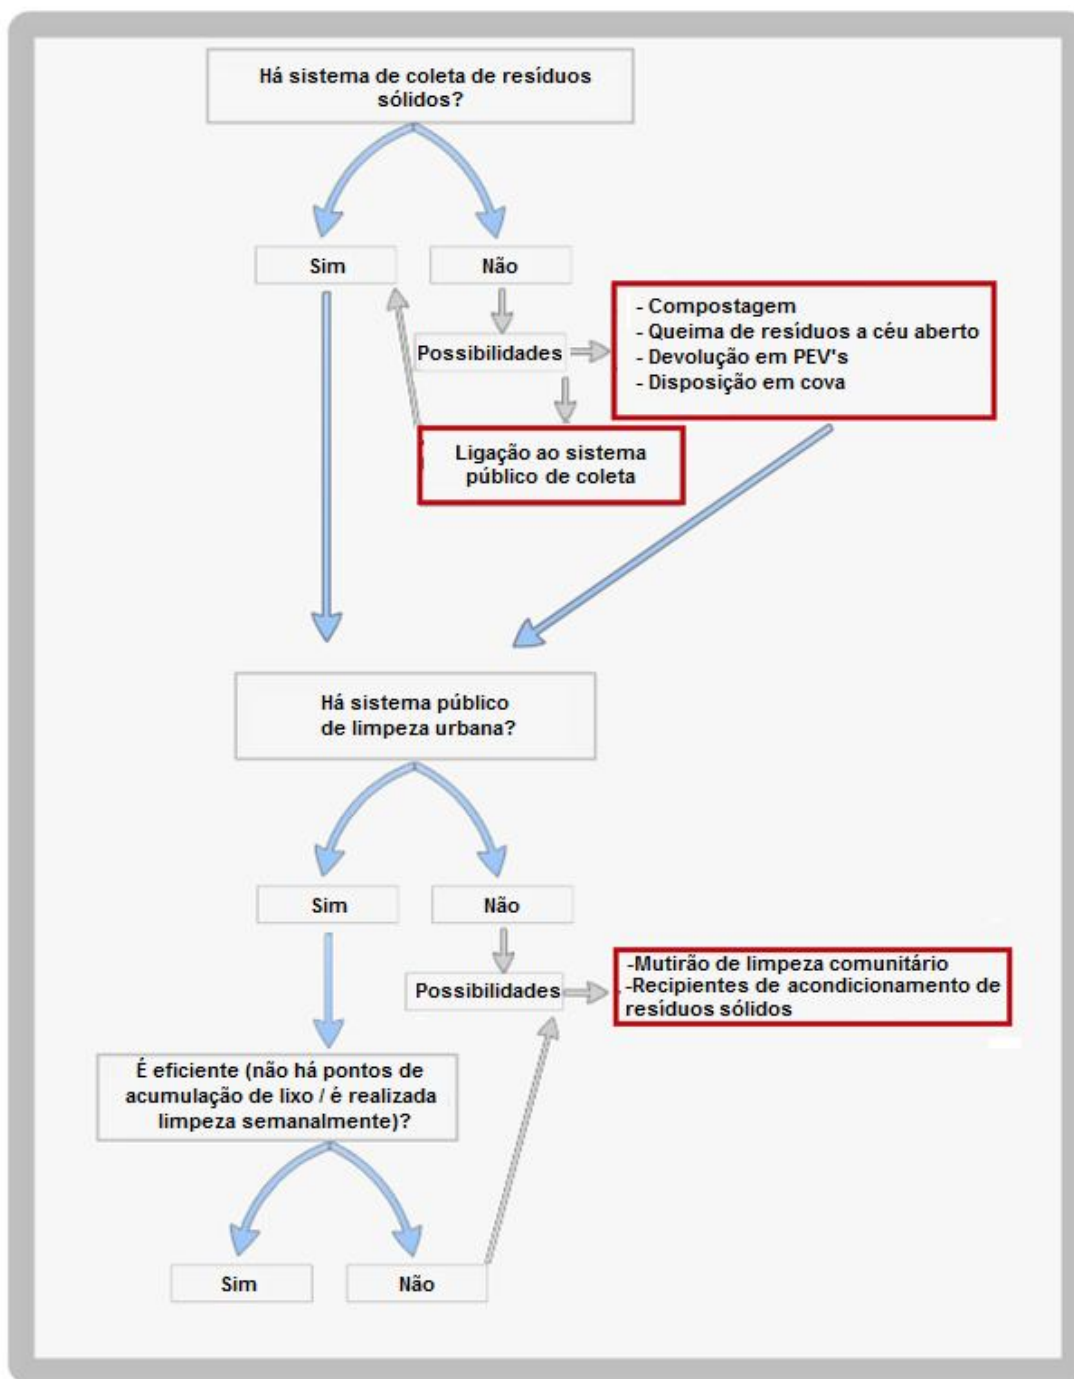 Há sistema de coleta de resíduos
sólidos?
Sim
Não
- Compostagem
- Queima de resíduos a céu aberto
- Devolução em PEV's
- Disposição em cova
Possibilidades
Ligação ao sistema
público de coleta
Há sistema público
de limpeza urbana?
Sim
Não
Possibilidades
-Mutirão de limpeza comunitário
-Recipientes de acondicionamento de
resíduos sólidos
É eficiente (não há pontos de
acumulação de lixo / é realizada
limpeza semanalmente)?
Sim
Não